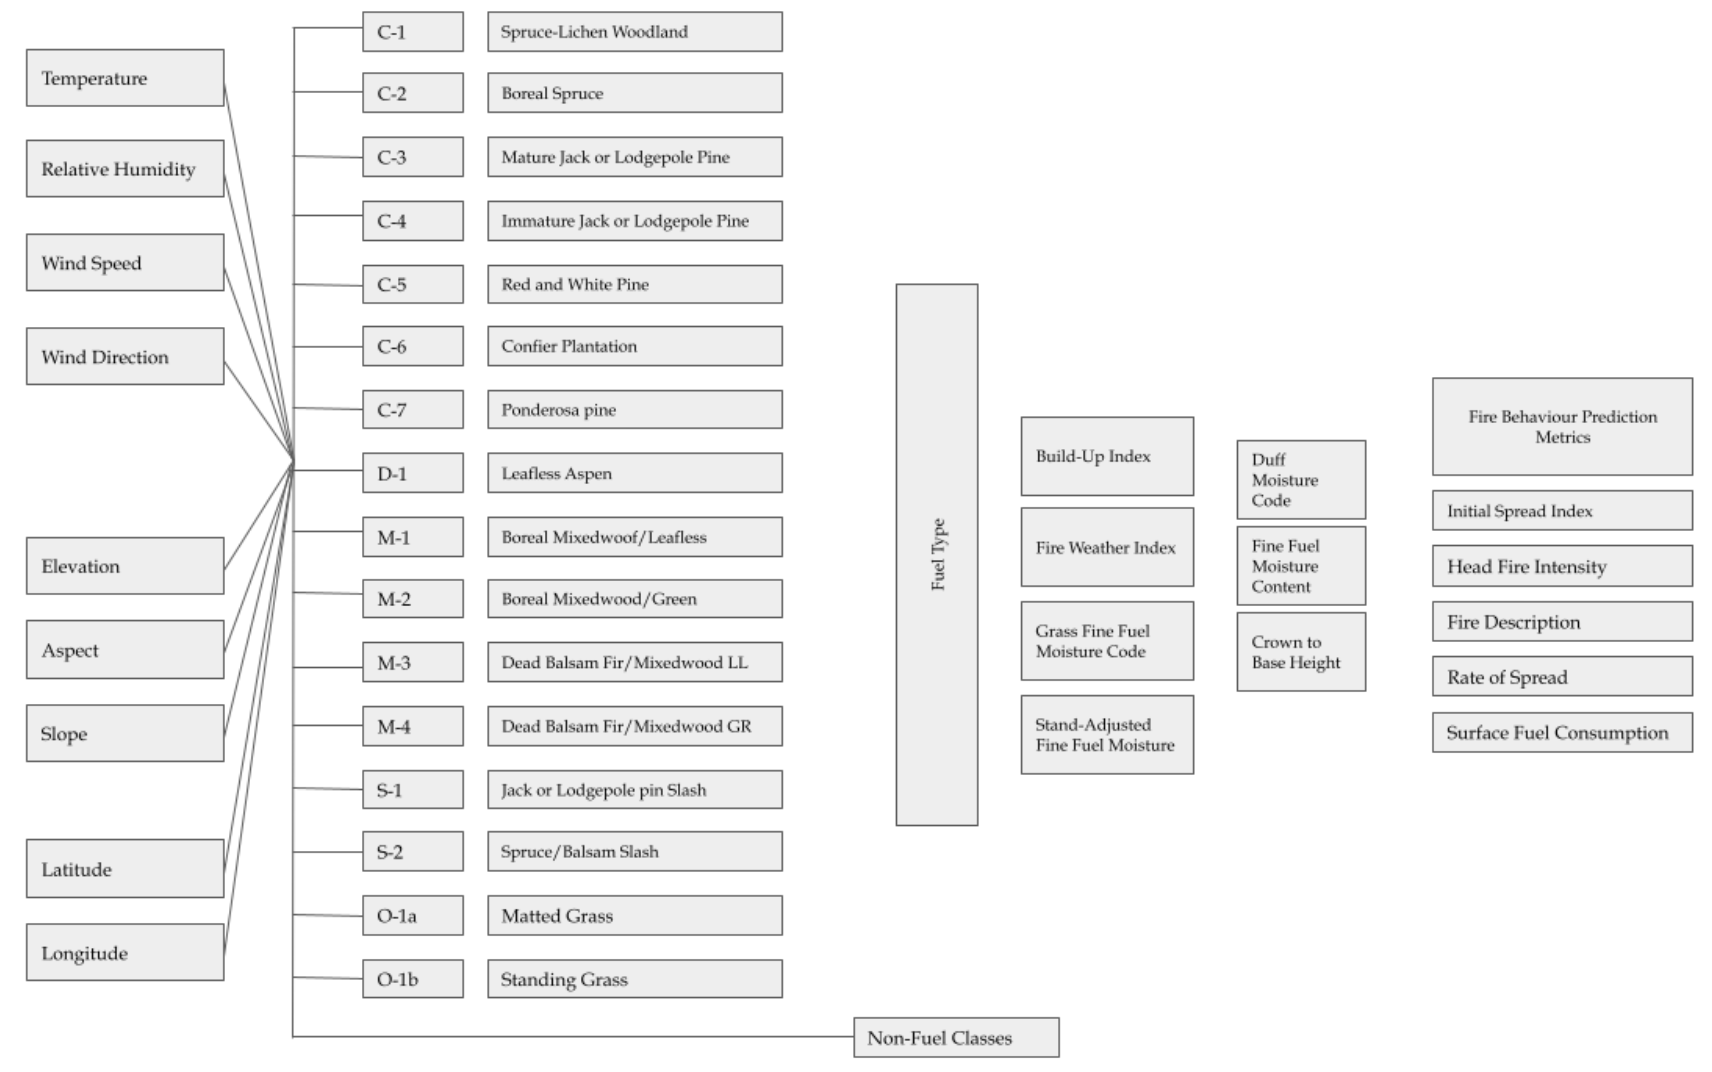 Temperature
Relative Humidity
Wind Speed
Wind Direction
Elevation
Aspect
Slope
Latitude
Longitude
C-1 Spruce-Lichen Woodland
C-2 Boreal Spruce
C-3 Mature Jack or Lodgepole Pine
C-4 Immature Jack or Lodgepole Pine
C-5 Red and White Pine
C-6 Confier Plantation
C-7 Ponderosa pine
D-1 Leafless Aspen
M-1 Boreal Mixedwoof/Leafless
M-2 Boreal Mixedwood/Green
M-3 Dead Balsam Fir/Mixedwood LL
M-4 Dead Balsam Fir/Mixedwood GR
S-1 Jack or Lodgepole pin Slash
S-2 Spruce/Balsam Slash
O-1a Matted Grass
O-1b Standing Grass
Non-Fuel Classes
Fuel Type
Build-Up Index
Fire Weather Index
Grass Fine Fuel
Moisture Code
Stand-Adjusted
Fine Fuel Moisture
Duff
Moisture
Code
Fine Fuel
Moisture
Content
Crown to
Base Height
Fire Behaviour Prediction
Metrics
Initial Spread Index
Head Fire Intensity
Fire Description
Rate of Spread
Surface Fuel Consumption